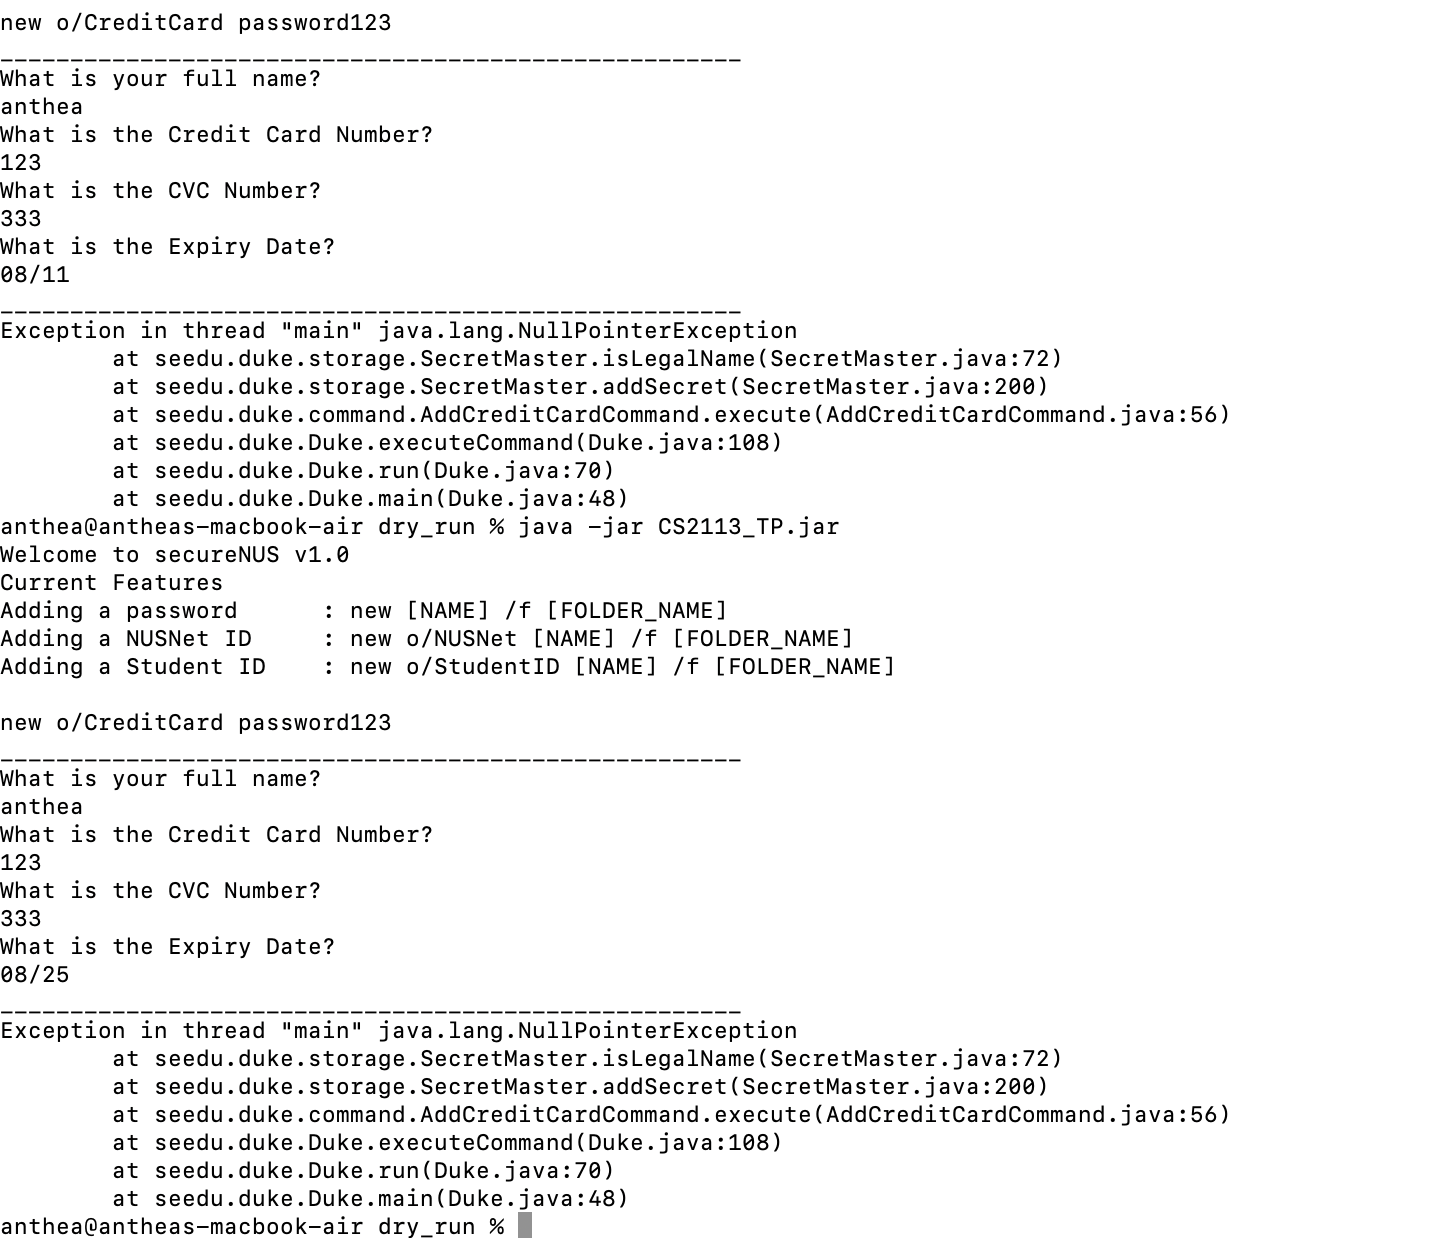 new o/CreditCard password123
_____________________________________________________
What is your full name?
anthea
What is the Credit Card Number?
123
What is the CVC Number?
333
What is the Expiry Date?
08/11
_____________________________________________________
Exception in thread "main" java.lang.NullPointerException
        at seedu.duke.storage.SecretMaster.isLegalName(SecretMaster.java:72)
        at seedu.duke.storage.SecretMaster.addSecret(SecretMaster.java:200)
        at seedu.duke.command.AddCreditCardCommand.execute(AddCreditCardCommand.java:56)
        at seedu.duke.Duke.executeCommand(Duke.java:108)
        at seedu.duke.Duke.run(Duke.java:70)
        at seedu.duke.Duke.main(Duke.java:48)
anthea@antheas-macbook-air dry_run % java -jar CS2113_TP.jar
Welcome to secureNUS v1.0
Current Features
Adding a password      : new [NAME] /f [FOLDER_NAME]
Adding a NUSNet ID     : new o/NUSNet [NAME] /f [FOLDER_NAME]
Adding a Student ID    : new o/StudentID [NAME] /f [FOLDER_NAME]

new o/CreditCard password123
_____________________________________________________
What is your full name?
anthea
What is the Credit Card Number?
123
What is the CVC Number?
333
What is the Expiry Date?
08/25
_____________________________________________________
Exception in thread "main" java.lang.NullPointerException
        at seedu.duke.storage.SecretMaster.isLegalName(SecretMaster.java:72)
        at seedu.duke.storage.SecretMaster.addSecret(SecretMaster.java:200)
        at seedu.duke.command.AddCreditCardCommand.execute(AddCreditCardCommand.java:56)
        at seedu.duke.Duke.executeCommand(Duke.java:108)
        at seedu.duke.Duke.run(Duke.java:70)
        at seedu.duke.Duke.main(Duke.java:48)
anthea@antheas-macbook-air dry_run %